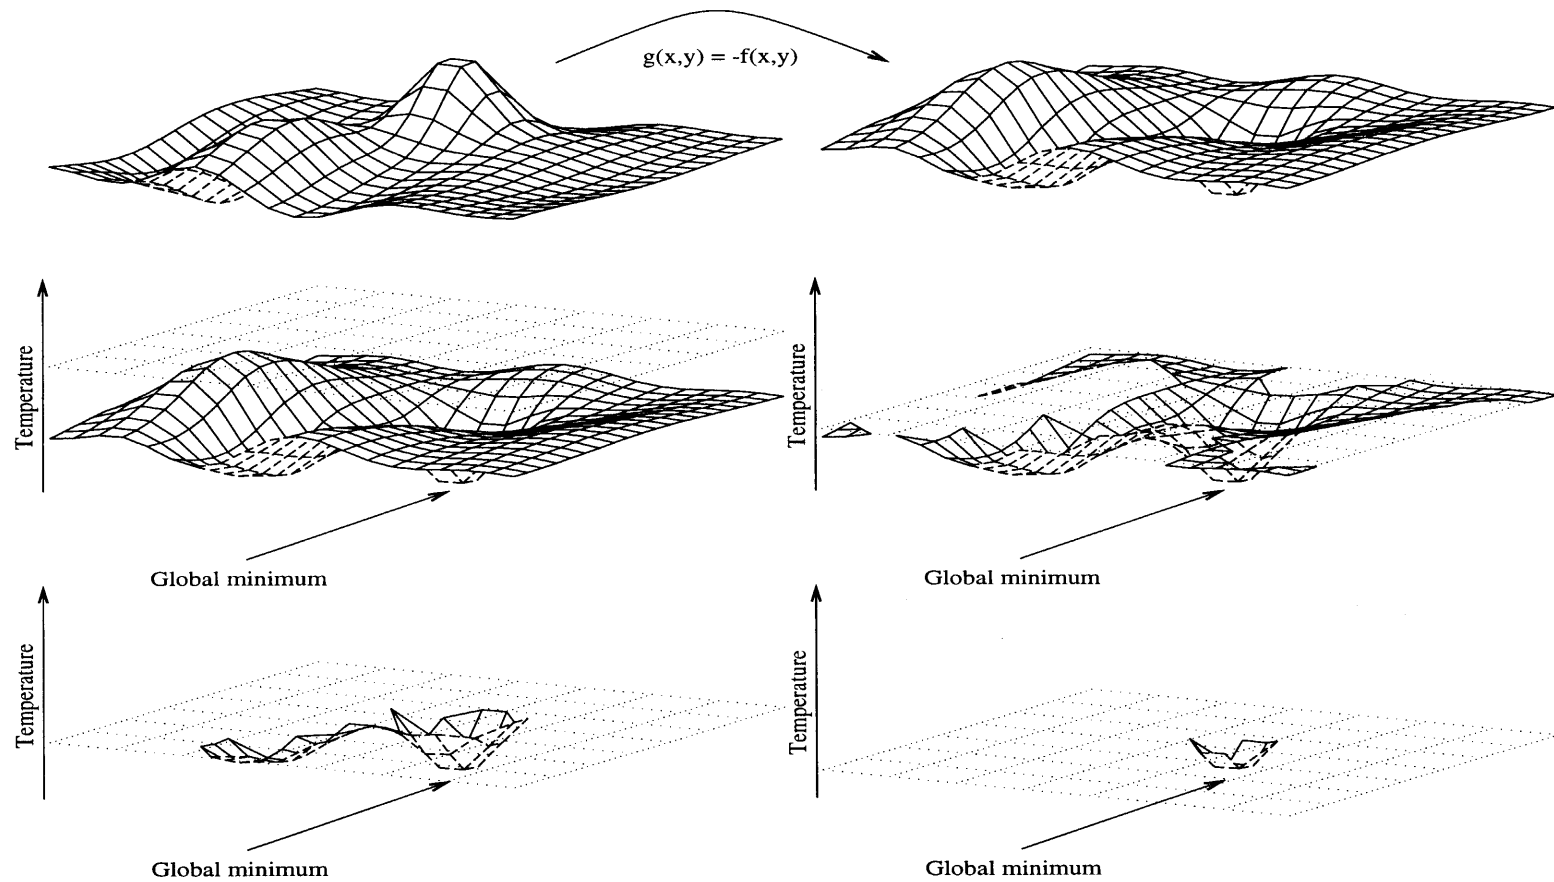 g(x,y) = -f(x,y)
Temperature
Global minimum
Temperature
Global minimum
Temperature
Global minimum
Temperature
Global minimum